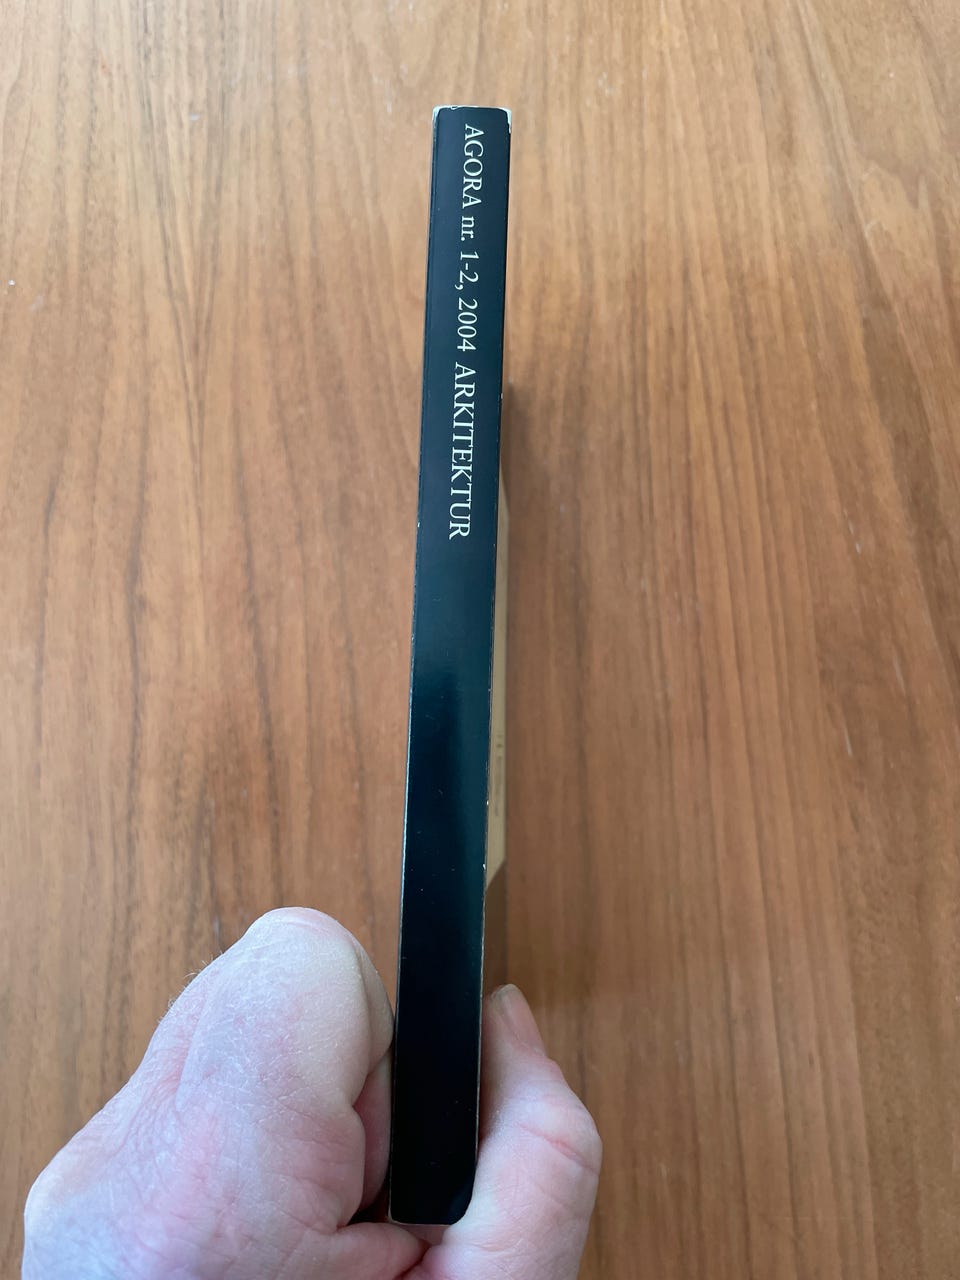 AGORA nr. 1-2, 2004 ARKITEKTUR